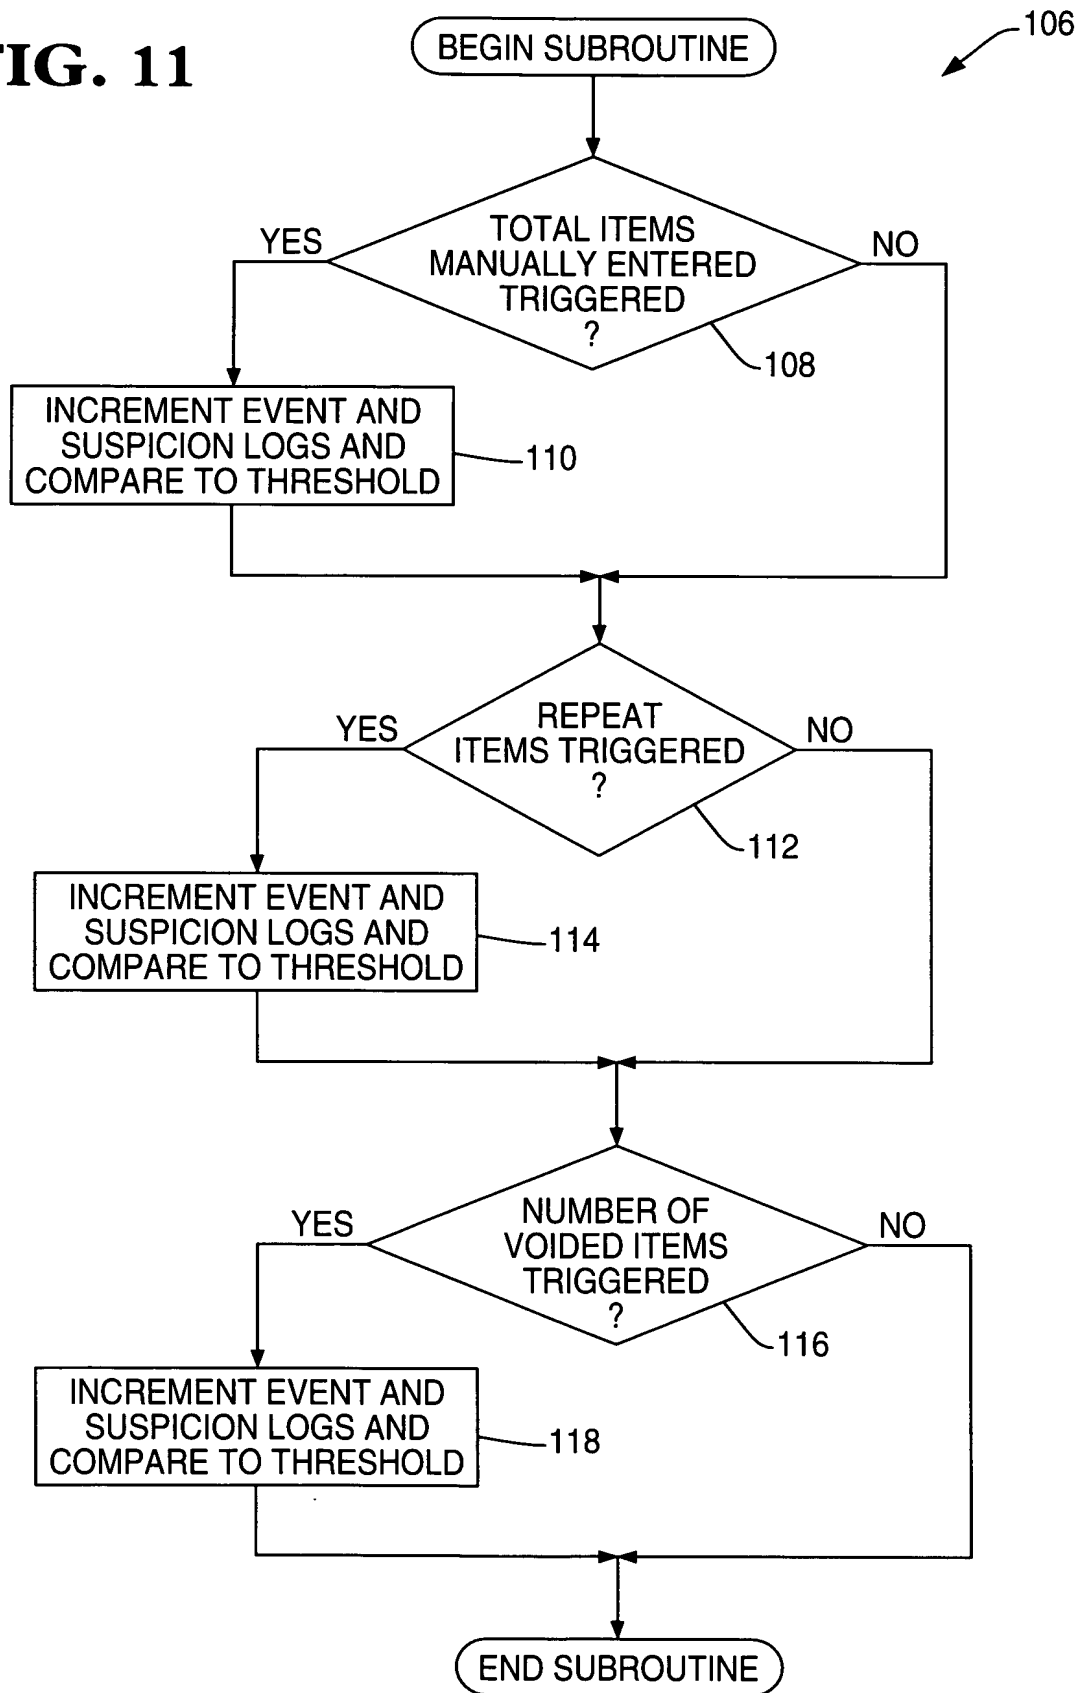 FIG. 11
106
BEGIN SUBROUTINE
TOTAL ITEMS
MANUALLY ENTERED
TRIGGERED
?
YES
NO
108
INCREMENT EVENT AND
SUSPICION LOGS AND
COMPARE TO THRESHOLD
110
REPEAT
ITEMS TRIGGERED
?
YES
NO
112
INCREMENT EVENT AND
SUSPICION LOGS AND
COMPARE TO THRESHOLD
114
NUMBER OF
VOIDED ITEMS
TRIGGERED
?
YES
NO
116
INCREMENT EVENT AND
SUSPICION LOGS AND
COMPARE TO THRESHOLD
118
END SUBROUTINE